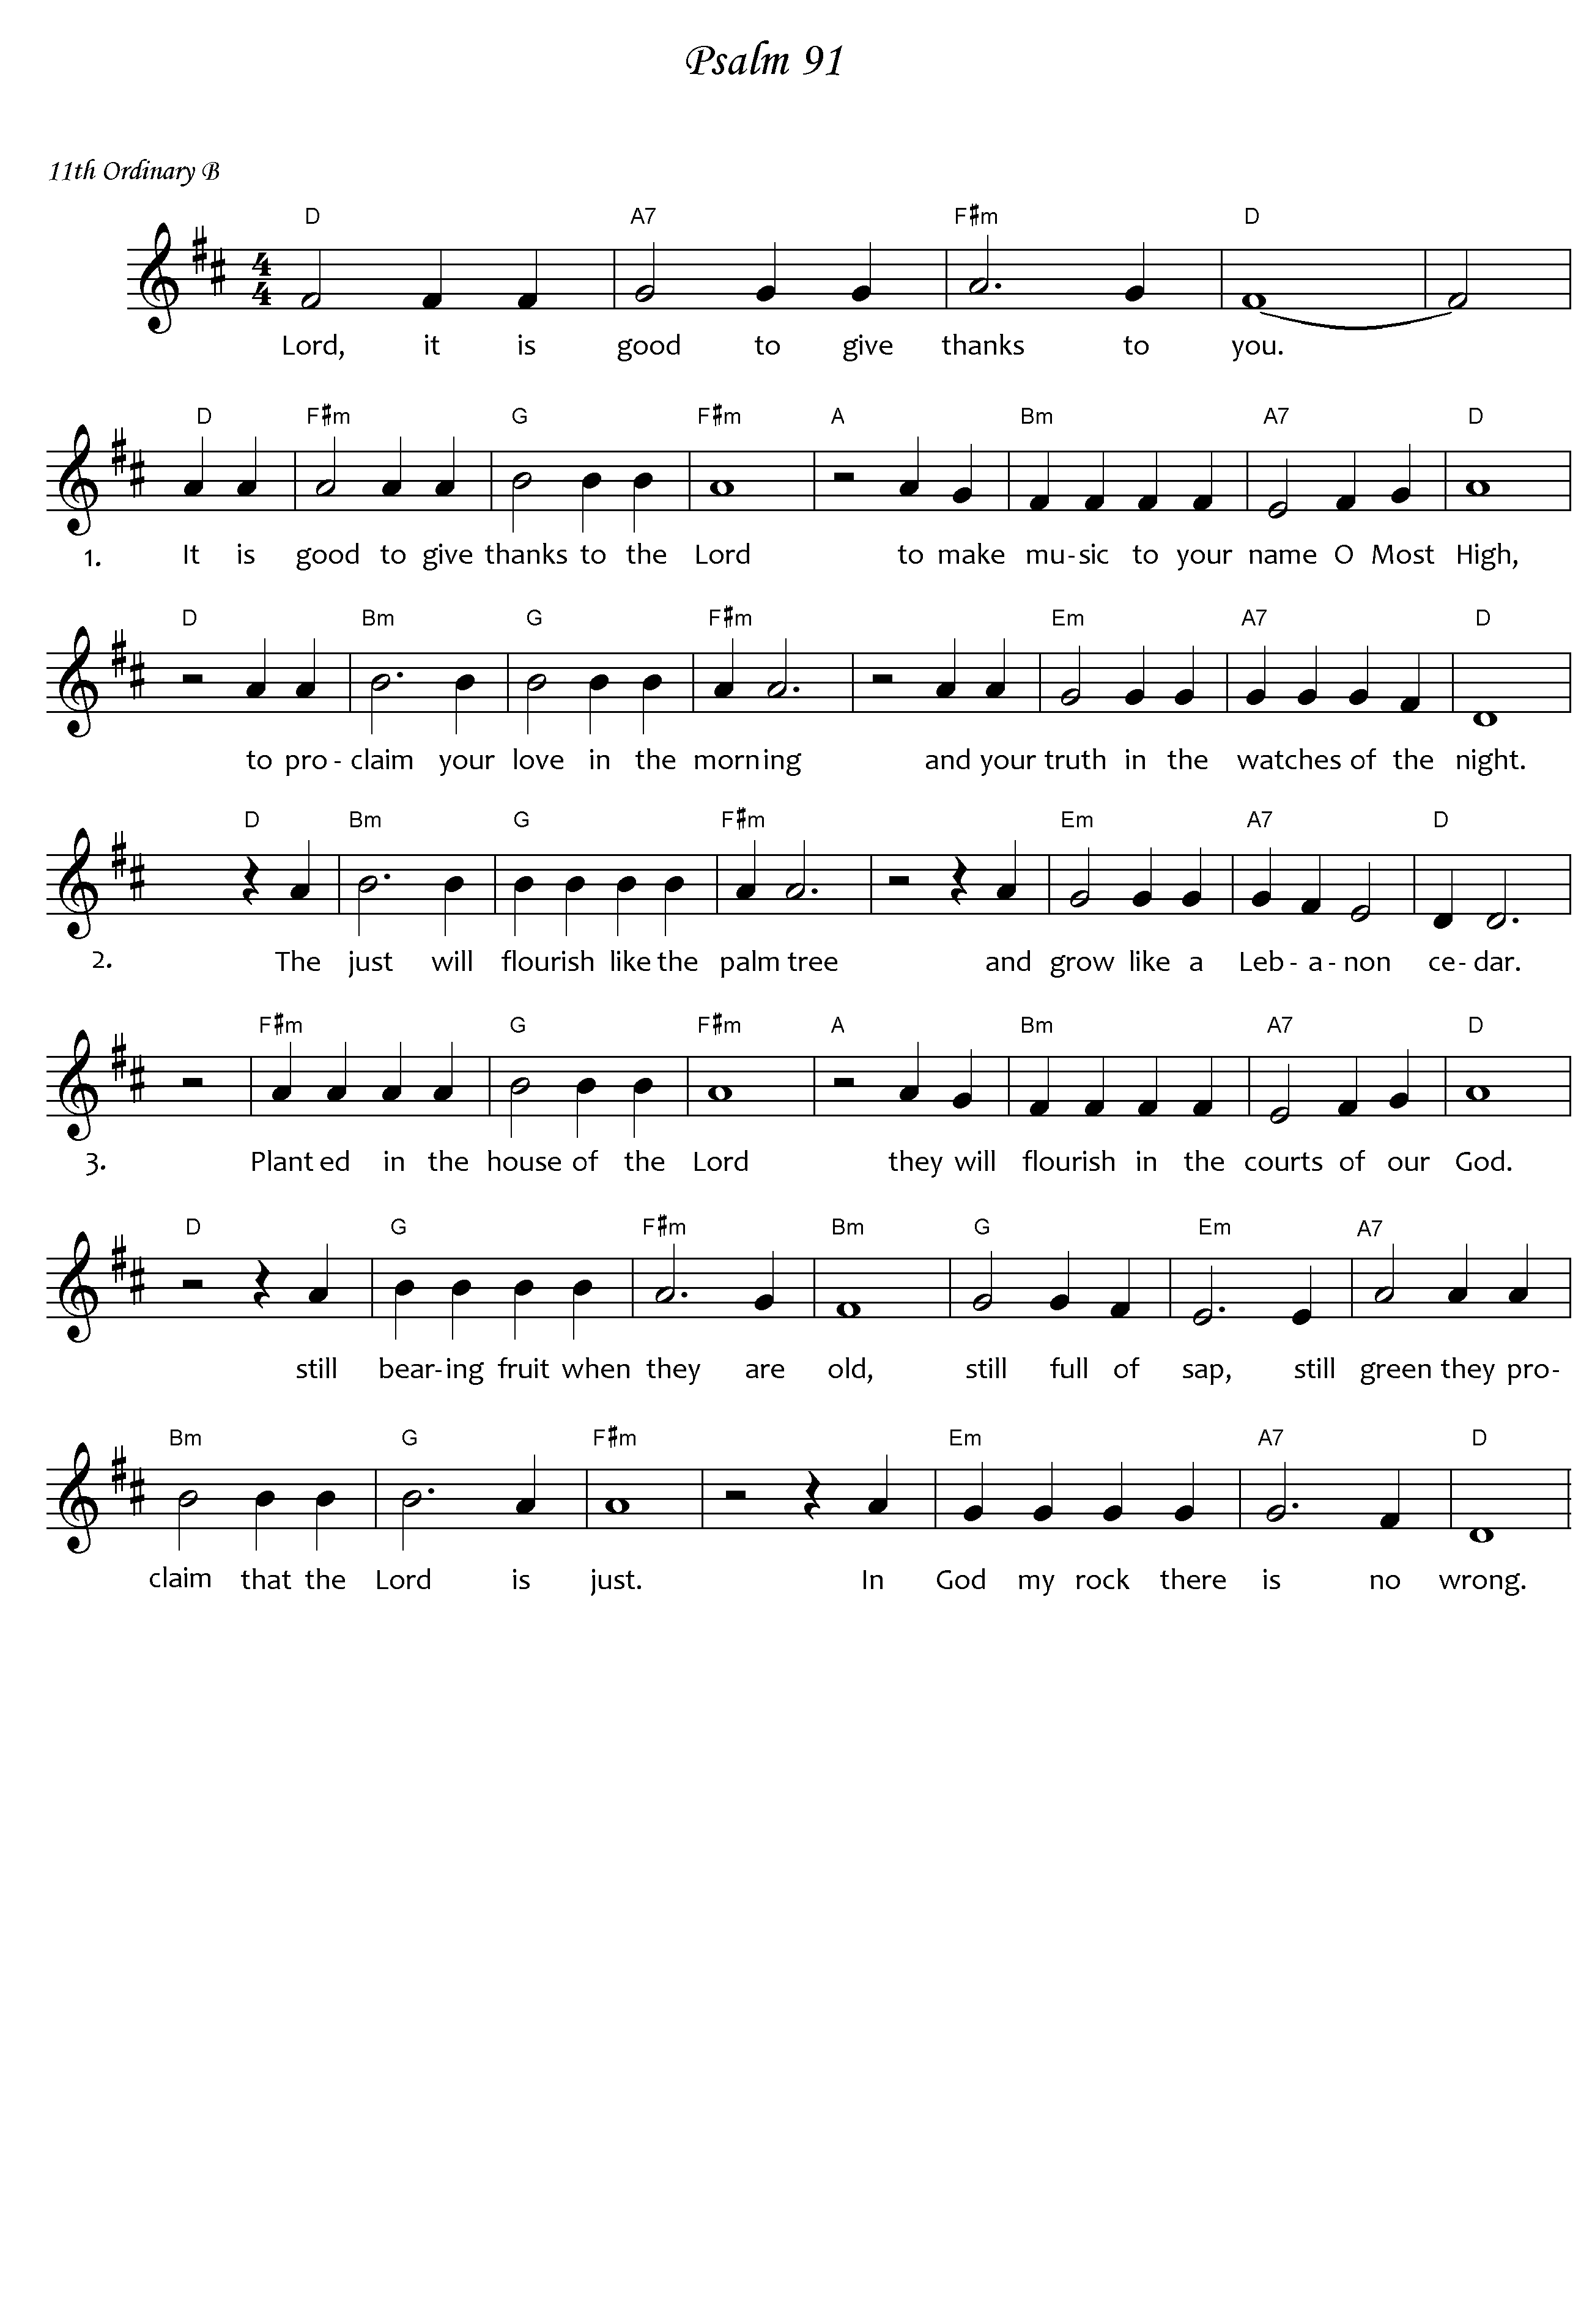 Psalm 91
11th Ordinary B
D A7 F#m D
4
4
Lord, it is good to give thanks to you.
D F#m G F#m A Bm A7 D
1. It is good to give thanks to the Lord to make mu-sic to your name O Most High,
D Bm G F#m Em A7 D
to pro - claim your love in the morning and your truth in the watches of the night.
D Bm G F#m Em A7 D
2. The just will flourish like the palm tree and grow like a Leb - a - non ce - dar.
F#m G F#m A Bm A7 D
3. Plant ed in the house of the Lord they will flourish in the courts of our God.
D G F#m Bm G Em A7
still bear-ing fruit when they are old, still full of sap, still green they pro-
Bm G F#m Em A7 D
claim that the Lord is just. In God my rock there is no wrong.